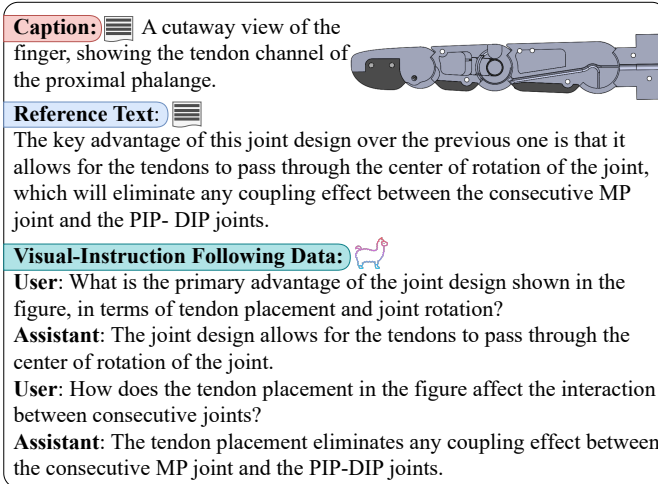 Caption: A cutaway view of the
finger, showing the tendon channel of
the proximal phalange.
Reference Text:
The key advantage of this joint design over the previous one is that it
allows for the tendons to pass through the center of rotation of the joint,
which will eliminate any coupling effect between the consecutive MP
joint and the PIP- DIP joints.
Visual-Instruction Following Data:
User: What is the primary advantage of the joint design shown in the
figure, in terms of tendon placement and joint rotation?
Assistant: The joint design allows for the tendons to pass through the
center of rotation of the joint.
User: How does the tendon placement in the figure affect the interaction
between consecutive joints?
Assistant: The tendon placement eliminates any coupling effect between
the consecutive MP joint and the PIP-DIP joints.